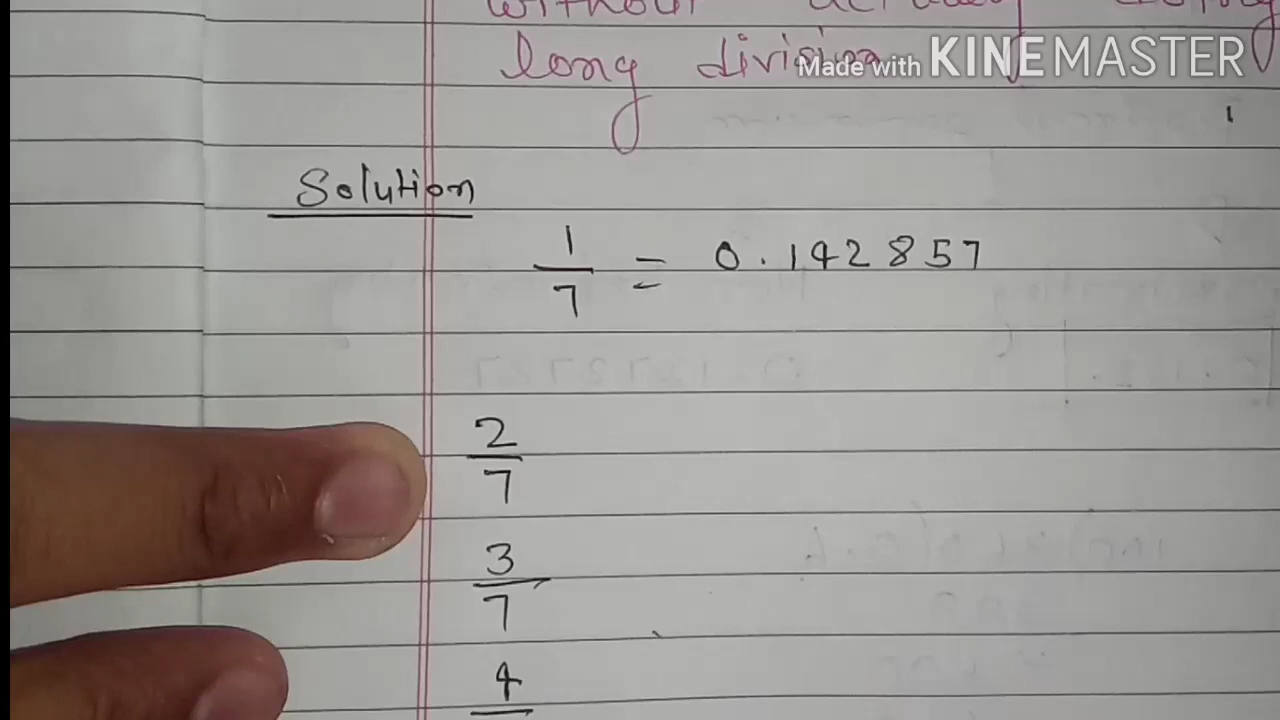 long division
Made with KINEMASTER
Solution
1/7 = 0.142857
2/7
3/7
4